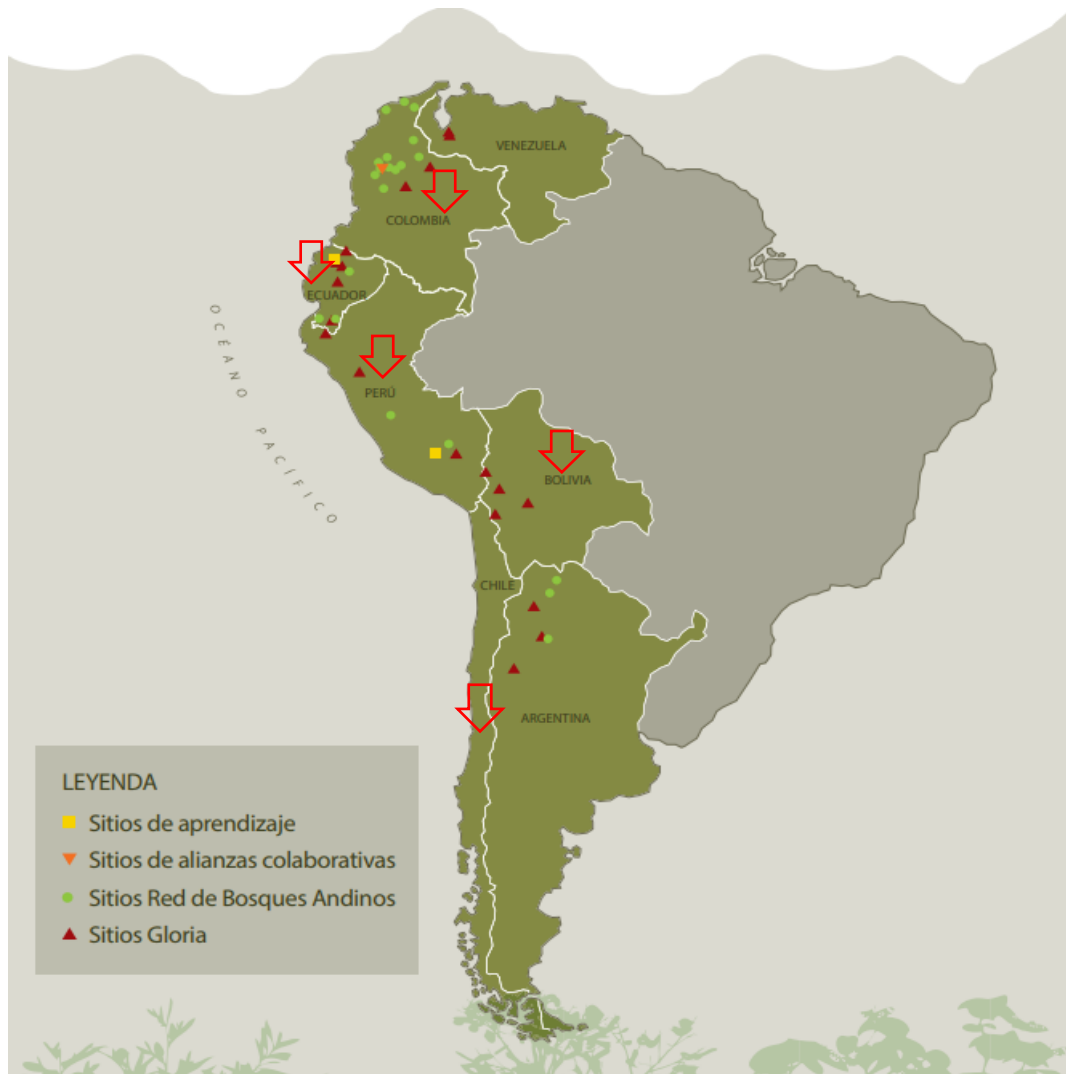 VENEZUELA
COLOMBIA
ECUADOR
OCÉANO PACÍFICO
PERÚ
BOLIVIA
CHILE
ARGENTINA
LEYENDA
Sitios de aprendizaje
Sitios de alianzas colaborativas
Sitios Red de Bosques Andinos
Sitios Gloria